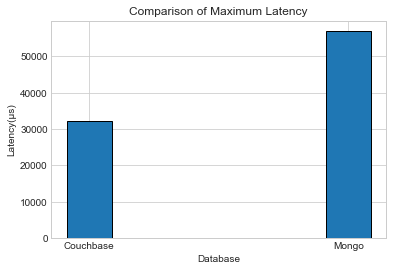 Comparison of Maximum Latency
Latency(µs)
50000
40000
30000
20000
10000
0
Couchbase
Mongo
Database